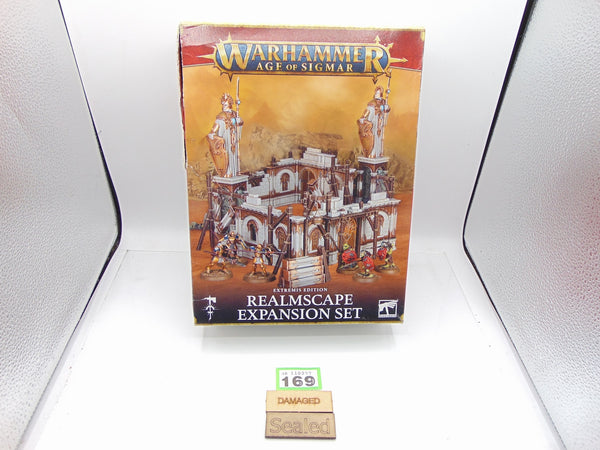 WARHAMMER
AGE OF SIGMAR
EXTREMIS EDITION
REALMSCAPE
EXPANSION SET
169
DAMAGED
Sealed